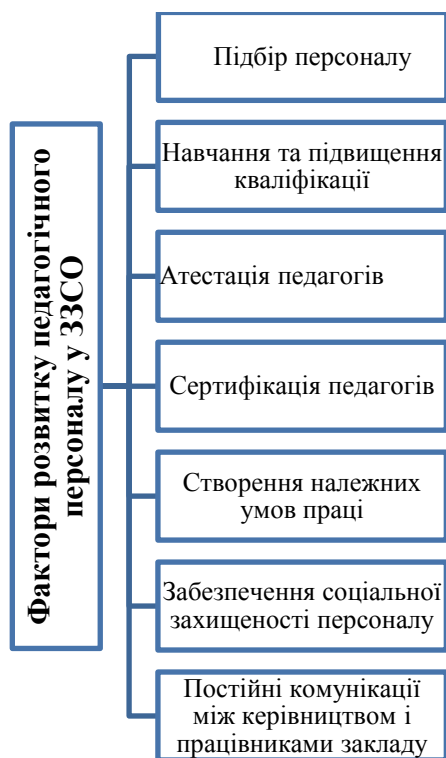 Фактори розвитку педагогічного
персоналу у ЗЗСО
Підбір персоналу
Навчання та підвищення
кваліфікації
Атестація педагогів
Сертифікація педагогів
Створення належних
умов праці
Забезпечення соціальної
захищеності персоналу
Постійні комунікації
між керівництвом і
працівниками закладу